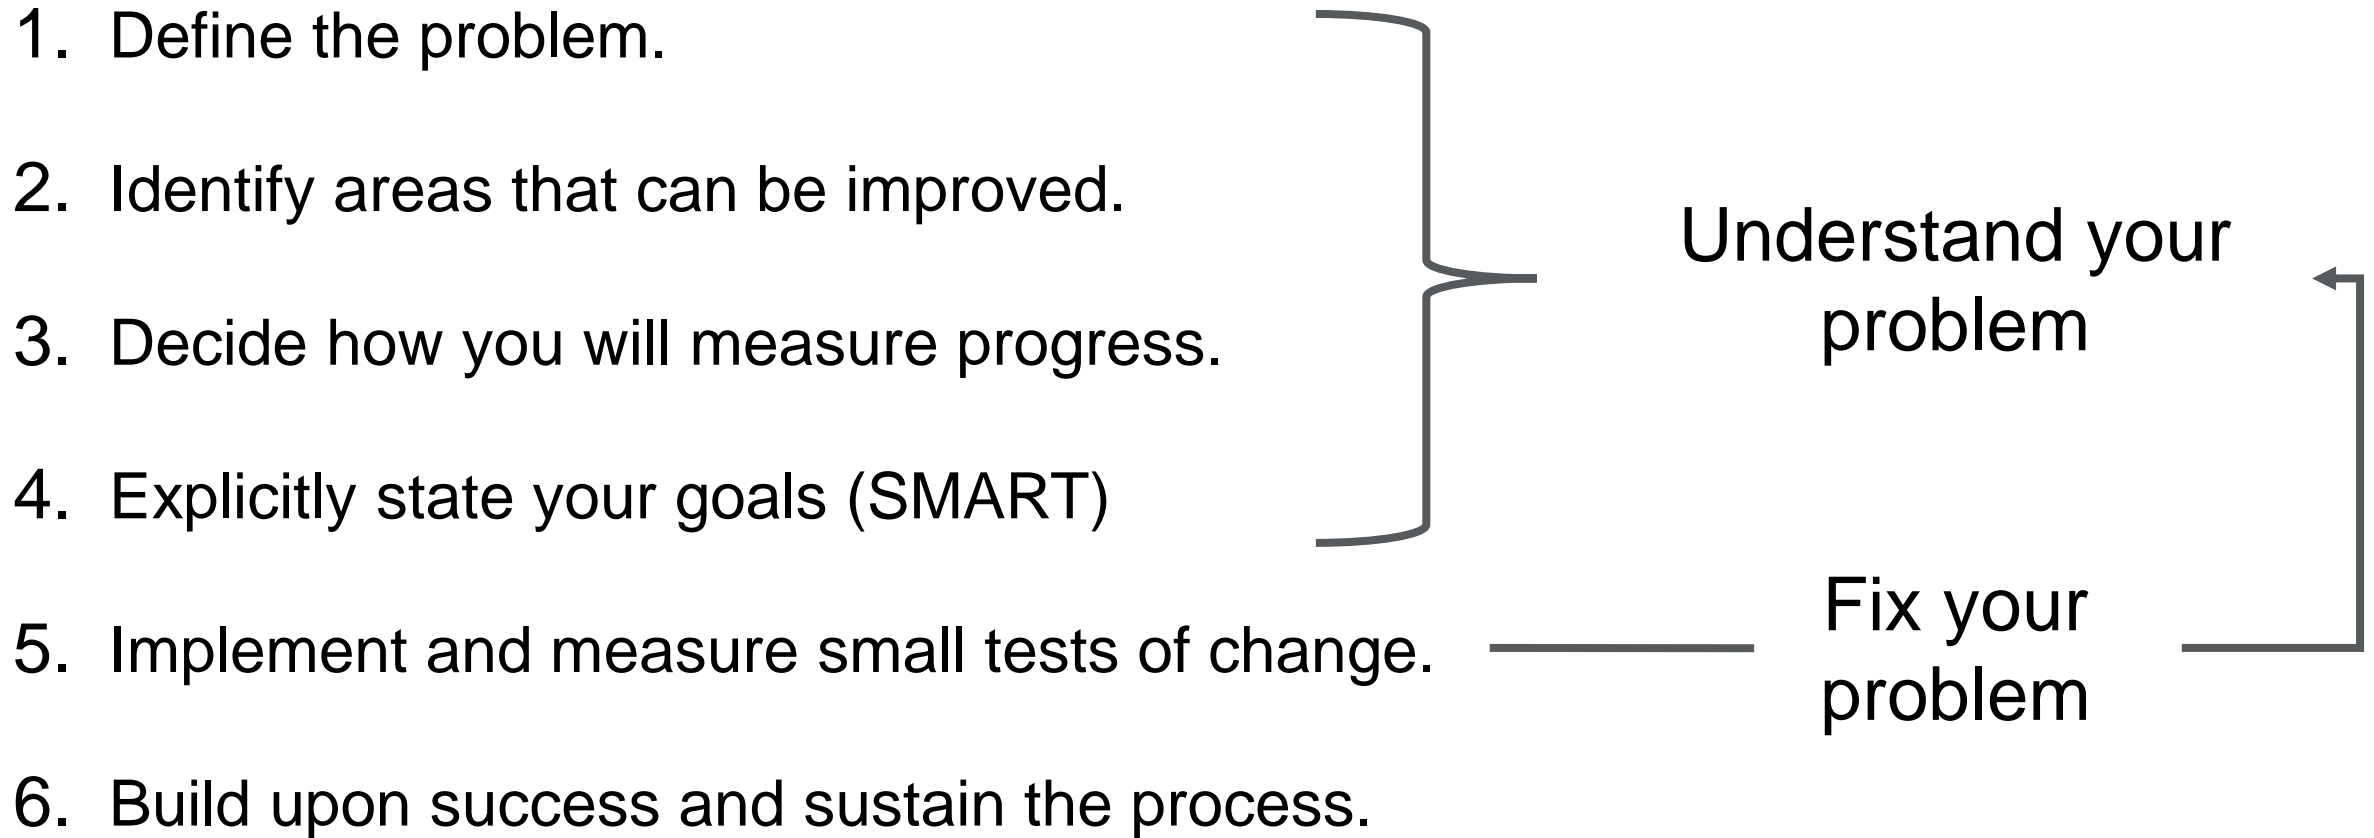 1. Define the problem.
2. Identify areas that can be improved.
3. Decide how you will measure progress.
4. Explicitly state your goals (SMART)
5. Implement and measure small tests of change.
6. Build upon success and sustain the process.
Understand your
problem
Fix your
problem